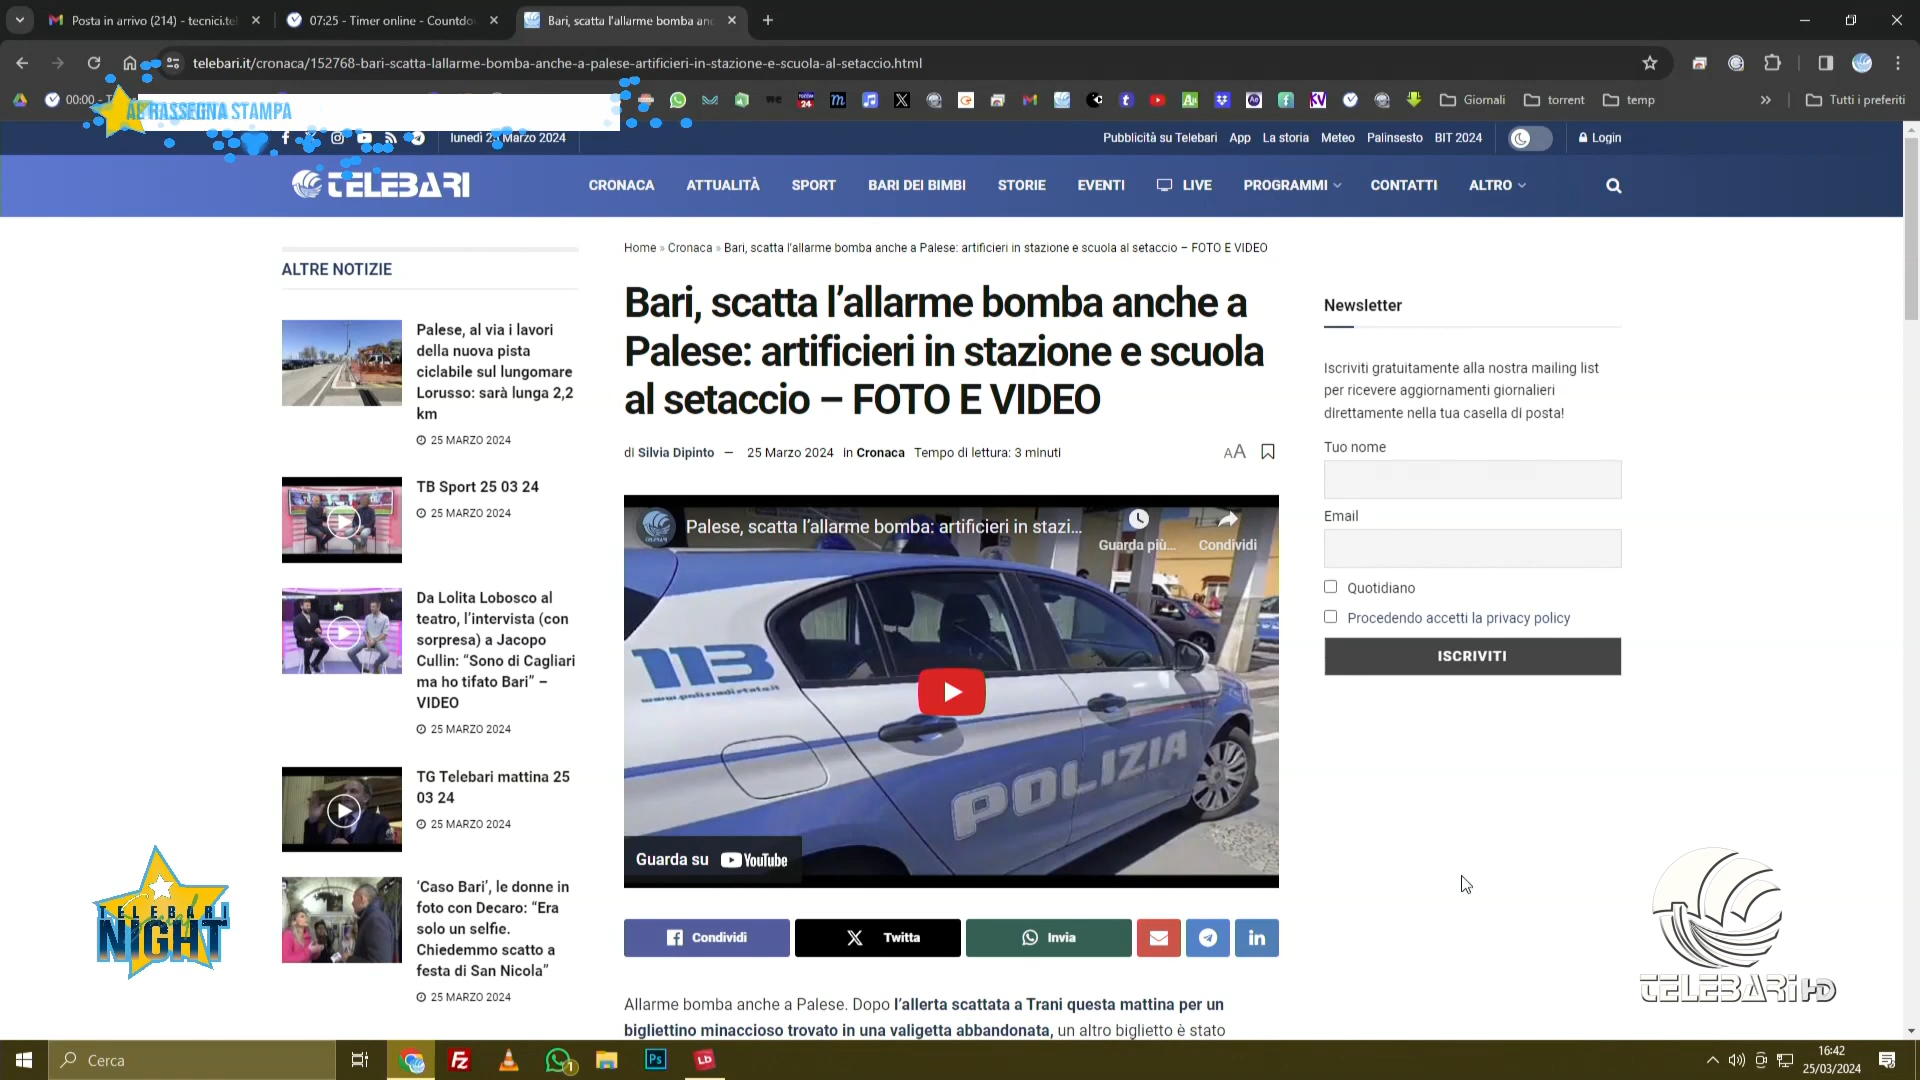 Posta in arrivo (214) - tecnici.tel
07:25 - Timer online - Countdo
Bari, scatta l'allarme bomba an
telebari.it/cronaca/152768-bari-scatta-lallarme-bomba-anche-a-palese-artificieri-in-stazione-e-scuola-al-setaccio.html
00:00 - T
RASSEGNA STAMPA
Giornali
torrent
temp
Tutti i preferiti
lunedì 25 Marzo 2024
Pubblicità su Telebari App La storia Meteo Palinsesto BIT 2024
Login
TELEBARI
CRONACA ATTUALITÀ SPORT BARI DEI BIMBI STORIE EVENTI LIVE PROGRAMMI CONTATTI ALTRO
Home » Cronaca » Bari, scatta l'allarme bomba anche a Palese: artificieri in stazione e scuola al setaccio – FOTO E VIDEO
ALTRE NOTIZIE
Palese, al via i lavori
della nuova pista
ciclabile sul lungomare
Lorusso: sarà lunga 2,2
km
25 MARZO 2024
TB Sport 25 03 24
25 MARZO 2024
Da Lolita Lobosco al
teatro, l'intervista (con
sorpresa) a Jacopo
Cullin: “Sono di Cagliari
ma ho tifato Bari” –
VIDEO
25 MARZO 2024
TG Telebari mattina 25
03 24
25 MARZO 2024
‘Caso Bari’, le donne in
foto con Decaro: “Era
solo un selfie.
Chiedemmo scatto a
festa di San Nicola”
25 MARZO 2024
Bari, scatta l’allarme bomba anche a
Palese: artificieri in stazione e scuola
al setaccio – FOTO E VIDEO
di Silvia Dipinto — 25 Marzo 2024 In Cronaca Tempo di lettura: 3 minuti
AA
Palese, scatta l’allarme bomba: artificieri in stazi...
Guarda più...
Condividi
113
www.poliziadistato.it
POLIZIA
Guarda su YouTube
Condividi
Twitta
Invia
Allarme bomba anche a Palese. Dopo l’allerta scattata a Trani questa mattina per un
bigliettino minaccioso trovato in una valigetta abbandonata, un altro biglietto è stato
Newsletter
Iscriviti gratuitamente alla nostra mailing list
per ricevere aggiornamenti giornalieri
direttamente nella tua casella di posta!
Tuo nome
Email
Quotidiano
Procedendo accetti la privacy policy
ISCRIVITI
TELEBARI
NIGHT
TELEBARI HD
Cerca
16:42
25/03/2024